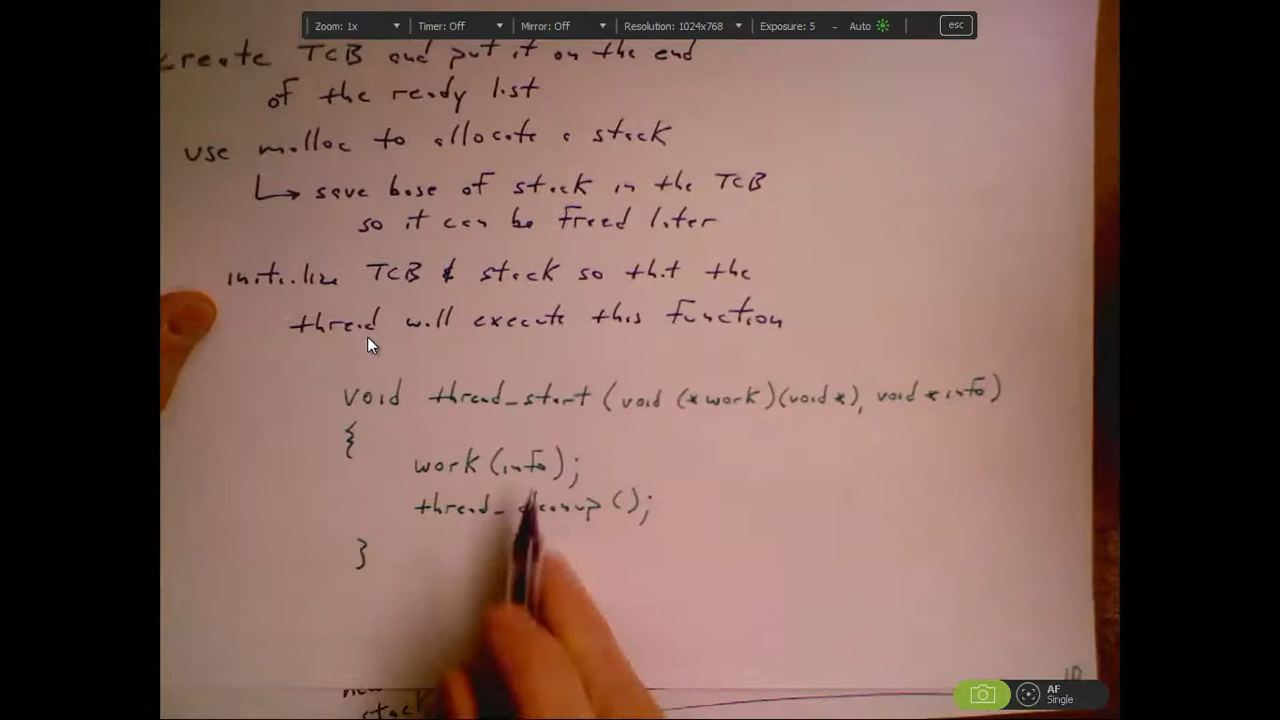 Zoom: 1x Timer: Off Mirror: Off Resolution: 1024x768 Exposure: 5 - Auto esc
create TCB and put it on the end
of the ready list
use malloc to allocate a stack
↳ save base of stack in the TCB
so it can be freed later
initialize TCB & stack so that the
thread will execute this function
void thread_start (void (*work)(void*), void *info)
{
work (info);
thread_cleanup ();
}
new
stack
10
AF
Single